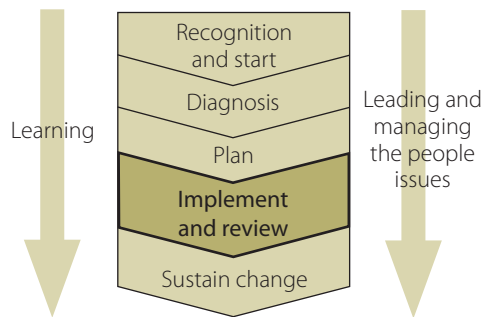 Recognition
and start
Diagnosis
Plan
Implement
and review
Sustain change
Learning
Leading and
managing
the people
issues